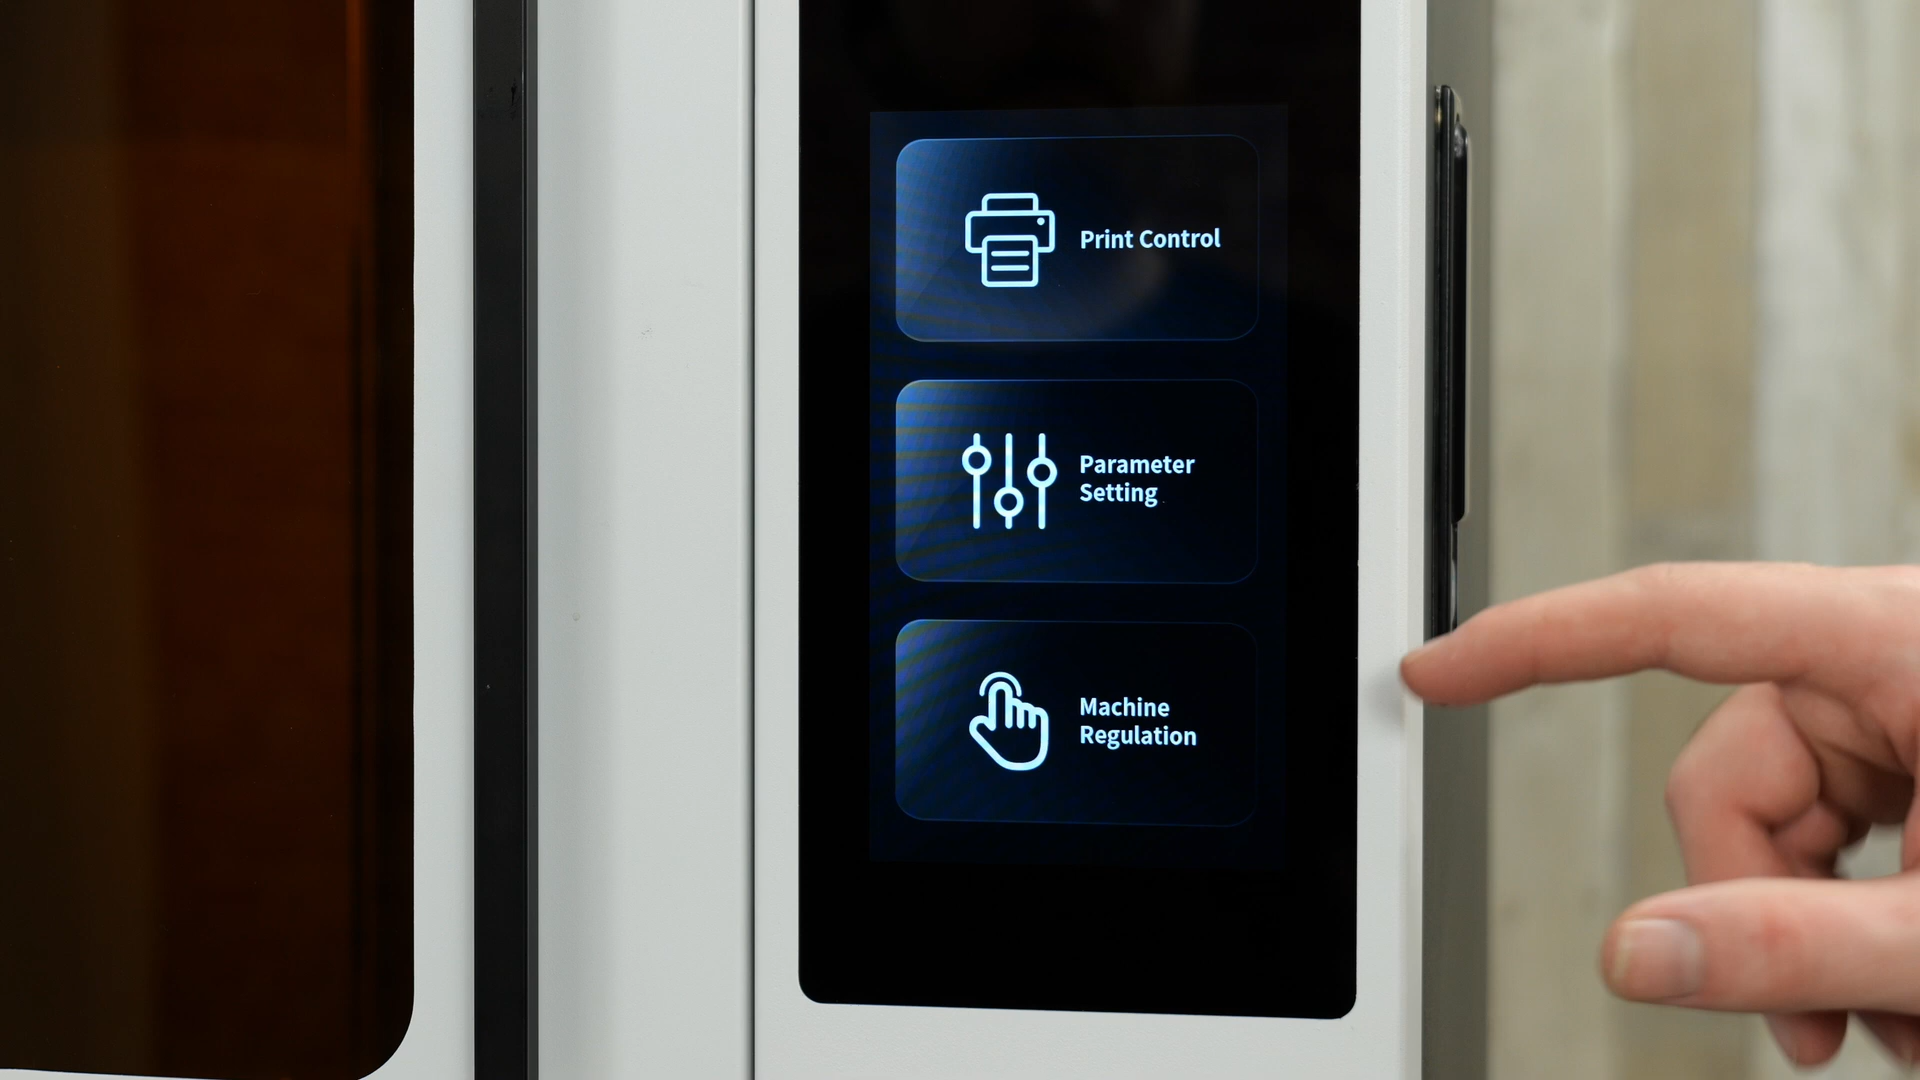 Print Control
Parameter
Setting
Machine
Regulation